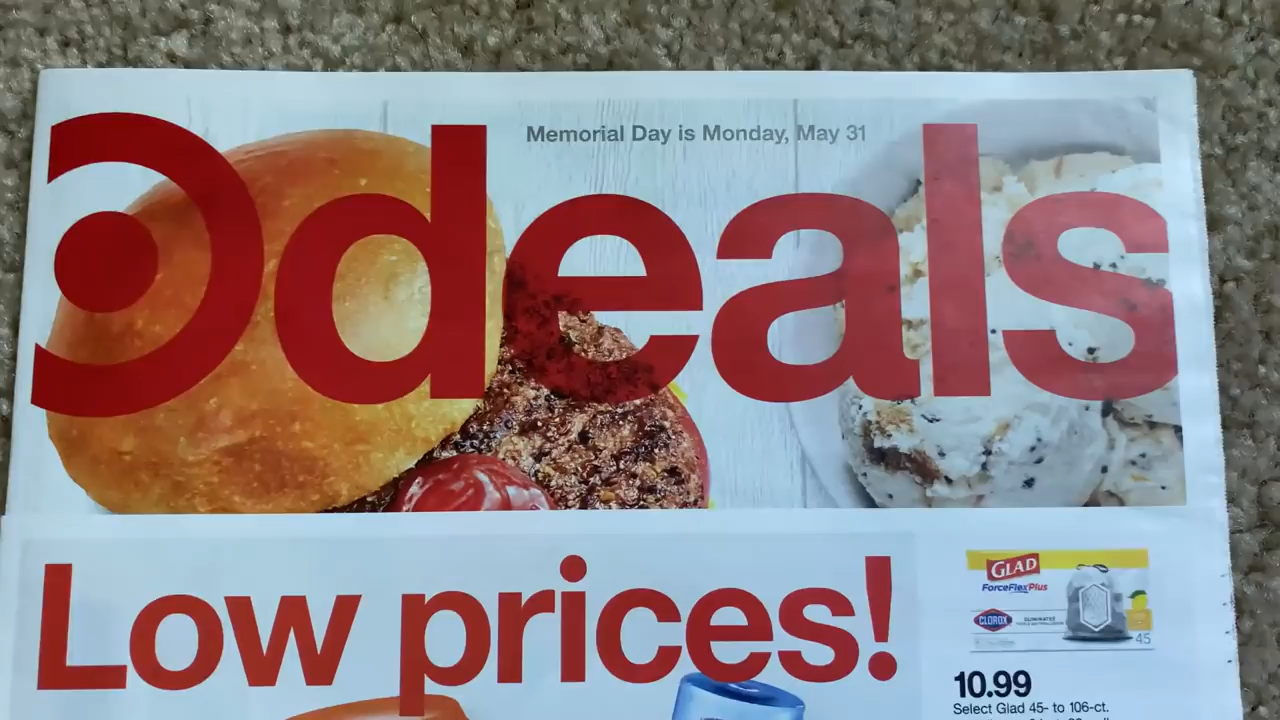 Memorial Day is Monday, May 31
deals
Low prices!
GLAD
ForceFlexPlus
CLOROX
ELIMINATES
45
10.99
Select Glad 45- to 106-ct.